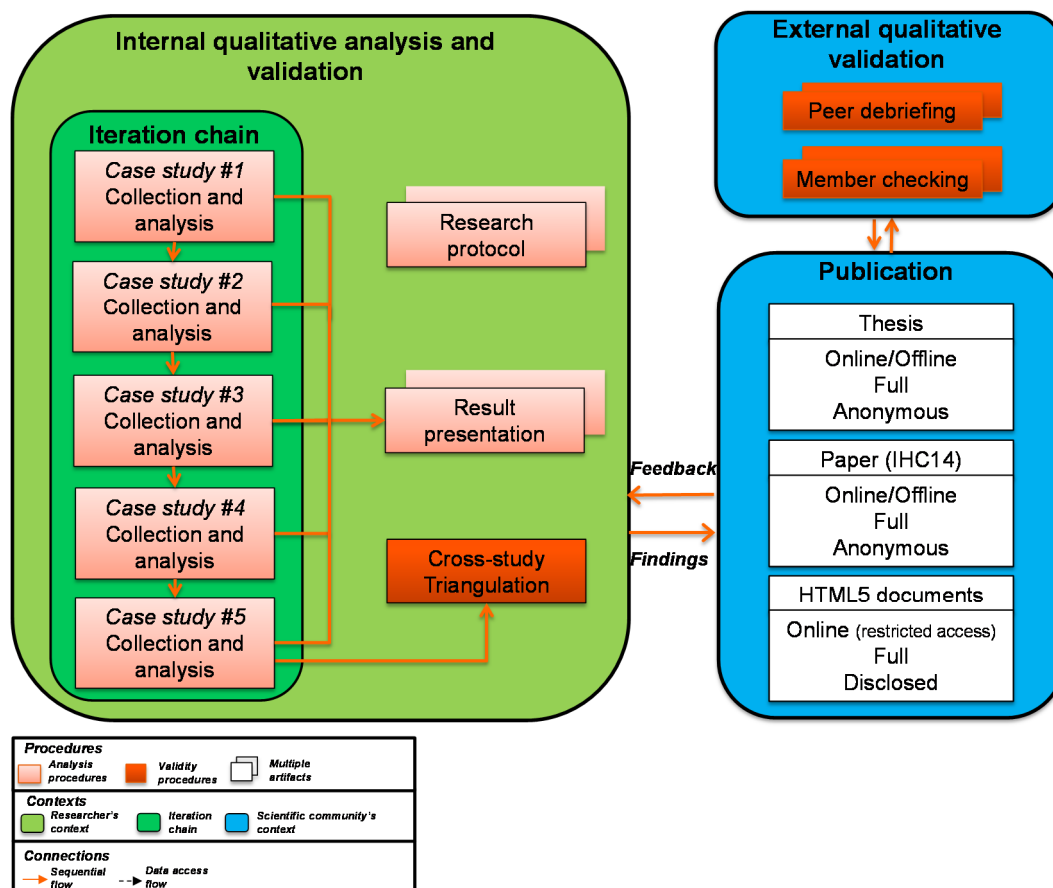 Internal qualitative analysis and
validation
Iteration chain
Case study #1
Collection and
analysis
Case study #2
Collection and
analysis
Case study #3
Collection and
analysis
Case study #4
Collection and
analysis
Case study #5
Collection and
analysis
Research
protocol
Result
presentation
Cross-study
Triangulation
Feedback
Findings
External qualitative
validation
Peer debriefing
Member checking
Publication
Thesis
Online/Offline
Full
Anonymous
Paper (IHC14)
Online/Offline
Full
Anonymous
HTML5 documents
Online (restricted access)
Full
Disclosed
Procedures
Analysis
procedures
Validity
procedures
Multiple
artifacts
Contexts
Researcher's
context
Iteration
chain
Scientific community's
context
Connections
Sequential
flow
Data access
flow